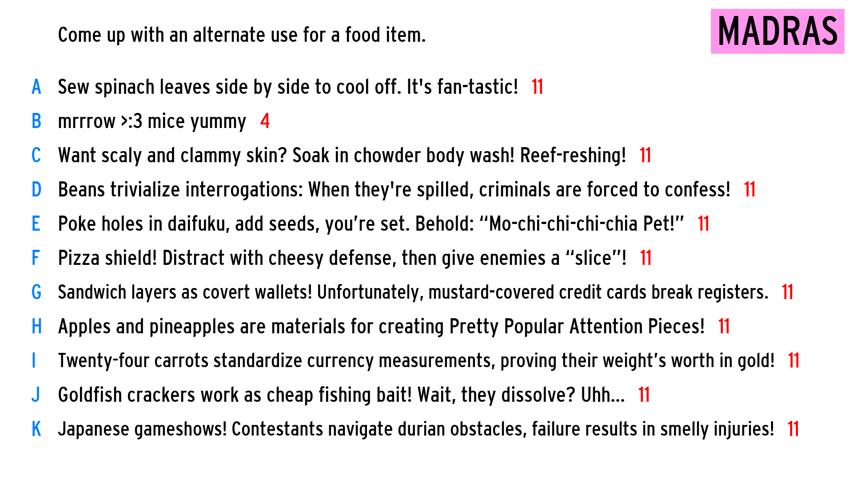 Come up with an alternate use for a food item.
MADRAS
A Sew spinach leaves side by side to cool off. It's fan-tastic! 11
B mrrrow >:3 mice yummy 4
C Want scaly and clammy skin? Soak in chowder body wash! Reef-reshing! 11
D Beans trivialize interrogations: When they're spilled, criminals are forced to confess! 11
E Poke holes in daifuku, add seeds, you’re set. Behold: “Mo-chi-chi-chi-chia Pet!” 11
F Pizza shield! Distract with cheesy defense, then give enemies a “slice”! 11
G Sandwich layers as covert wallets! Unfortunately, mustard-covered credit cards break registers. 11
H Apples and pineapples are materials for creating Pretty Popular Attention Pieces! 11
I Twenty-four carrots standardize currency measurements, proving their weight’s worth in gold! 11
J Goldfish crackers work as cheap fishing bait! Wait, they dissolve? Uhh... 11
K Japanese gameshows! Contestants navigate durian obstacles, failure results in smelly injuries! 11